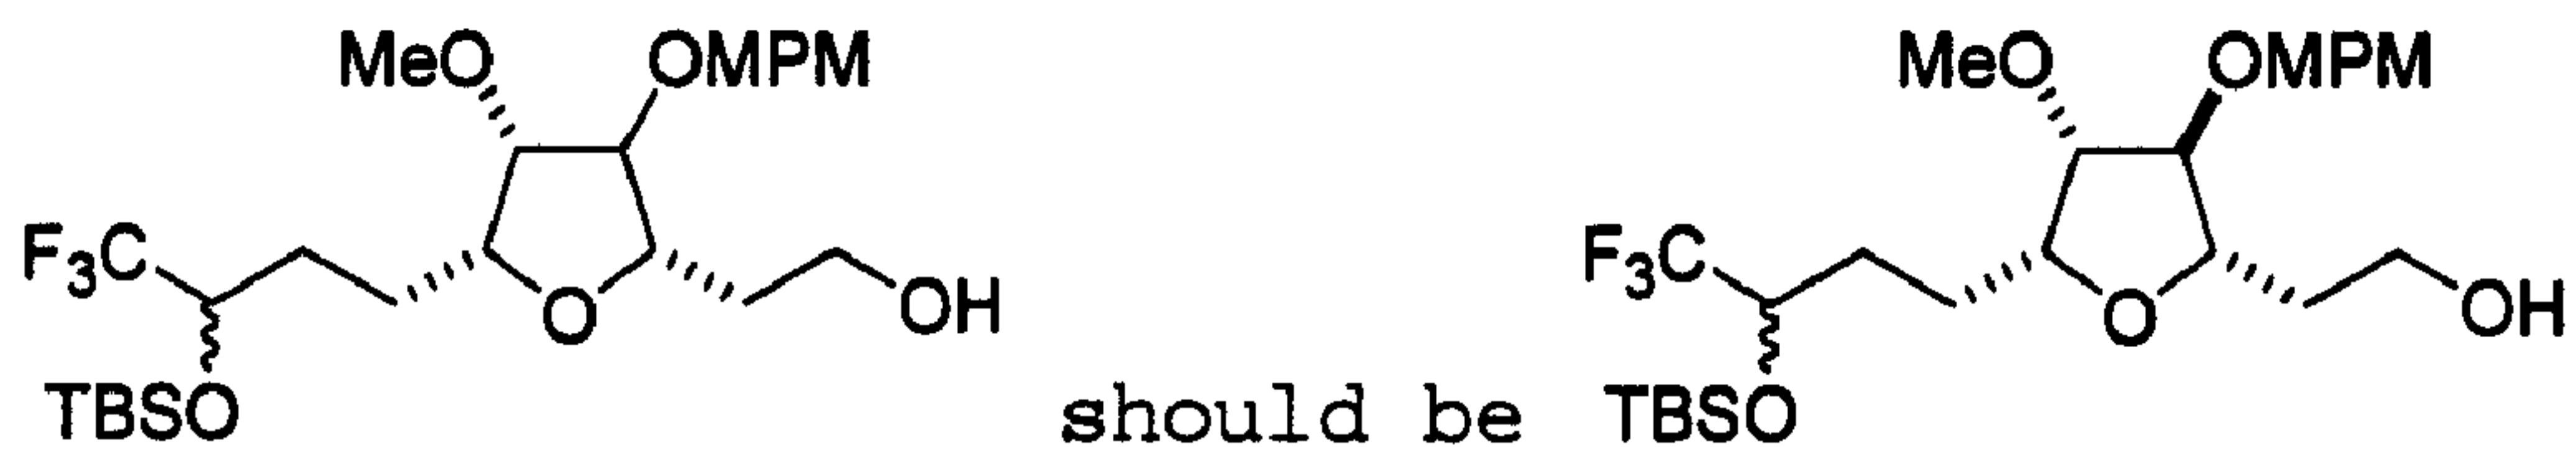 MeO OMPM MeO OMPM
F3C O OH F3C O OH
TBSO should be TBSO